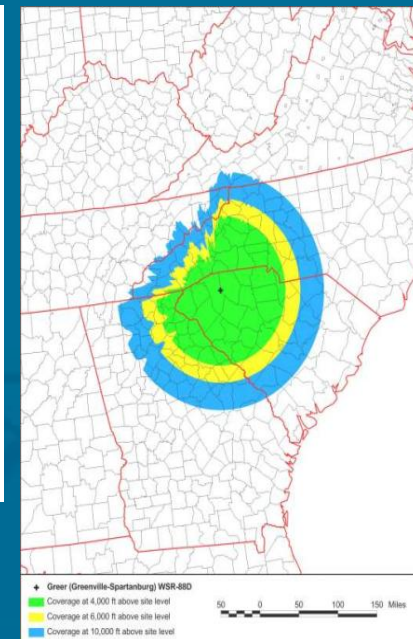 Greer (Greenville-Spartanburg) WSR-88D
Coverage at 4,000 ft above site level
Coverage at 6,000 ft above site level
Coverage at 10,000 ft above site level
50 0 50 100 150 Miles